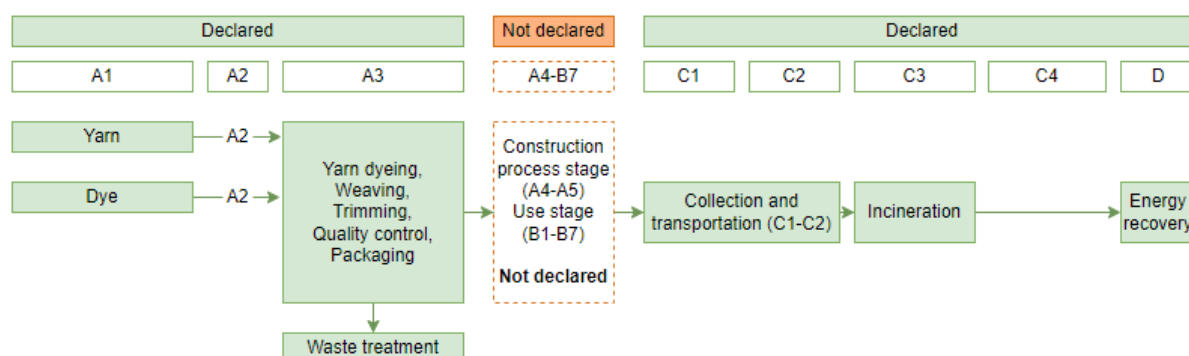 Declared
Not declared
Declared
A1
A2
A3
A4-B7
C1
C2
C3
C4
D
Yarn
A2
Dye
A2
Yarn dyeing,
Weaving,
Trimming,
Quality control,
Packaging
Construction
process stage
(A4-A5)
Use stage
(B1-B7)
Not declared
Collection and
transportation (C1-C2)
Incineration
Energy
recovery
Waste treatment